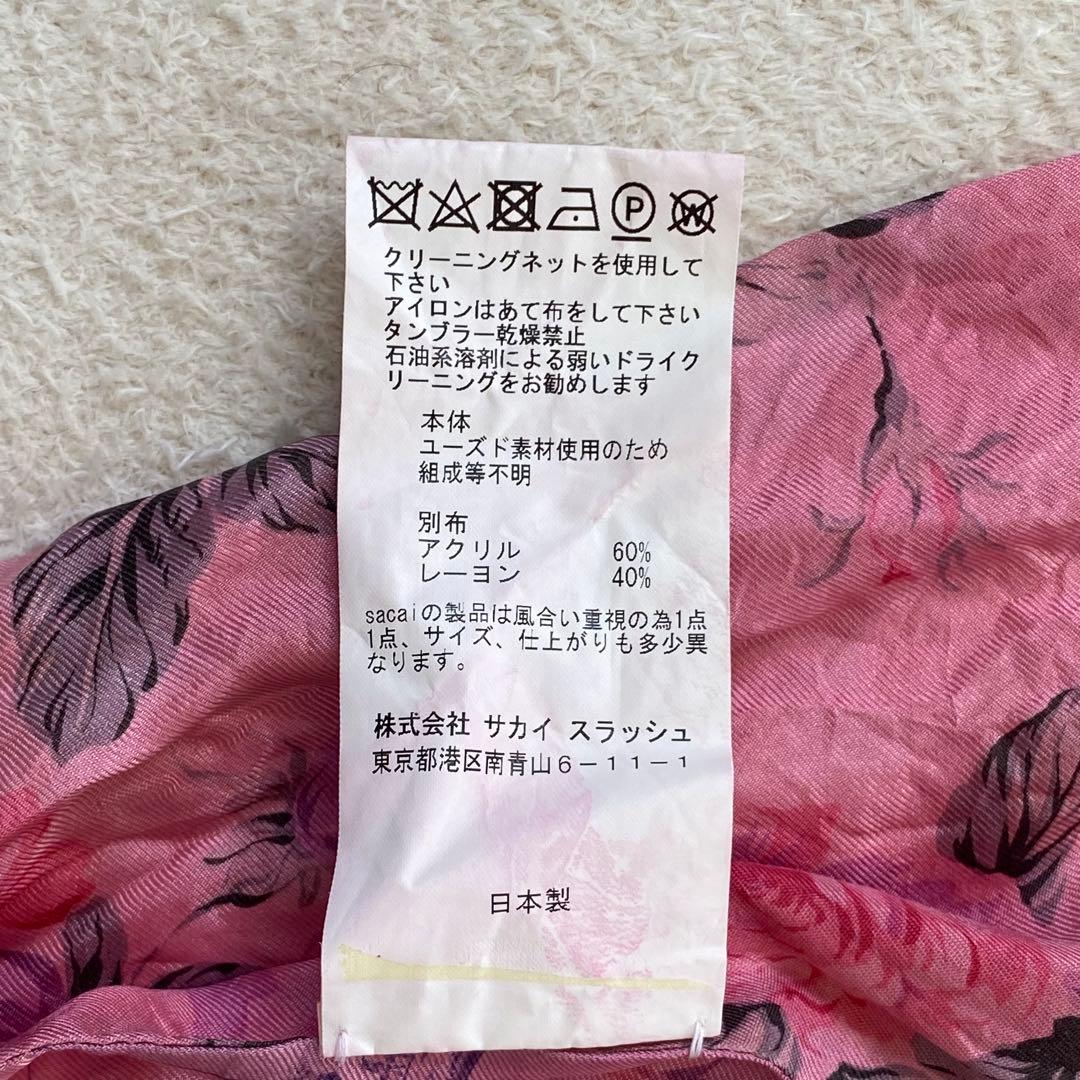 P W
クリーニングネットを使用して
下さい
アイロンはあて布をして下さい
タンブラー乾燥禁止
石油系溶剤による弱いドライク
リーニングをお勧めします
本体
ユーズド素材使用のため
組成等不明
別布
アクリル 60%
レーヨン 40%
sacaiの製品は風合い重視の為1点
1点、サイズ、仕上がりも多少異
なります。
株式会社 サカイ スラッシュ
東京都港区南青山6－11－1
日本製